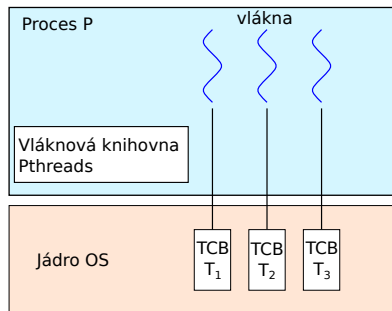 Proces P
vlákna
Vláknová knihovna
Pthreads
Jádro OS
TCB
T₁
TCB
T₂
TCB
T₃